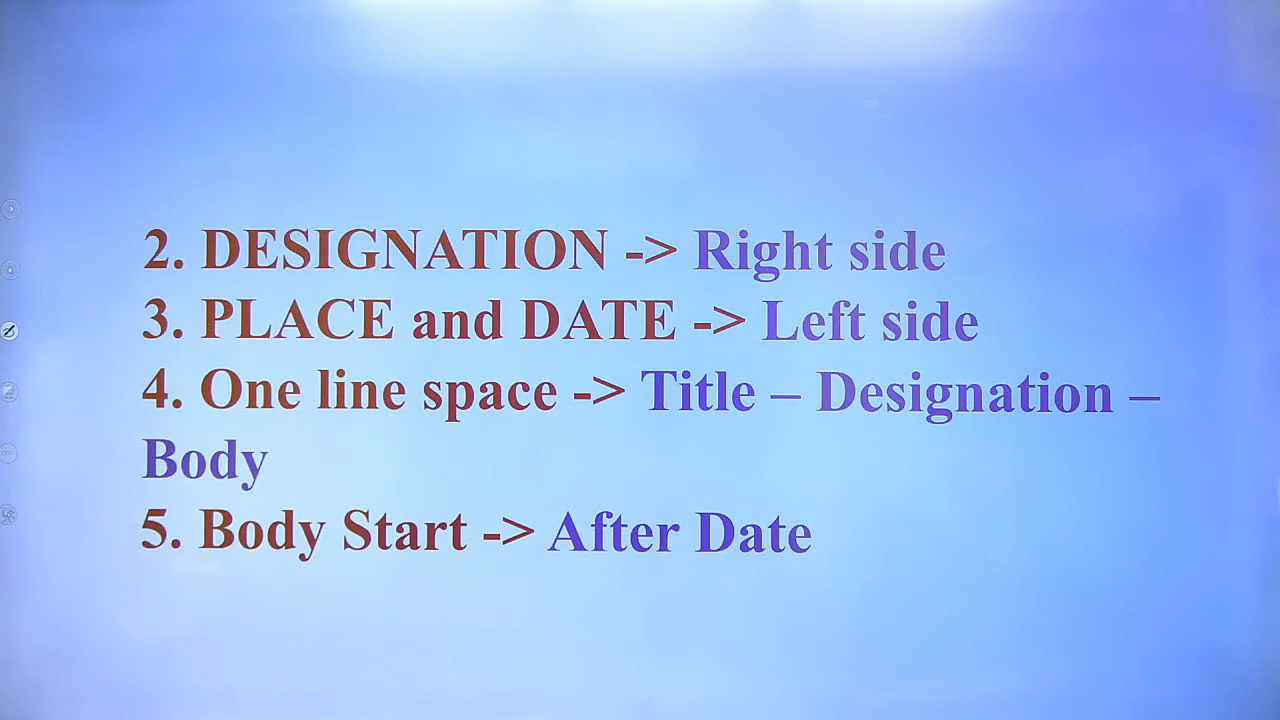 2. DESIGNATION -> Right side
3. PLACE and DATE -> Left side
4. One line space -> Title – Designation –
Body
5. Body Start -> After Date